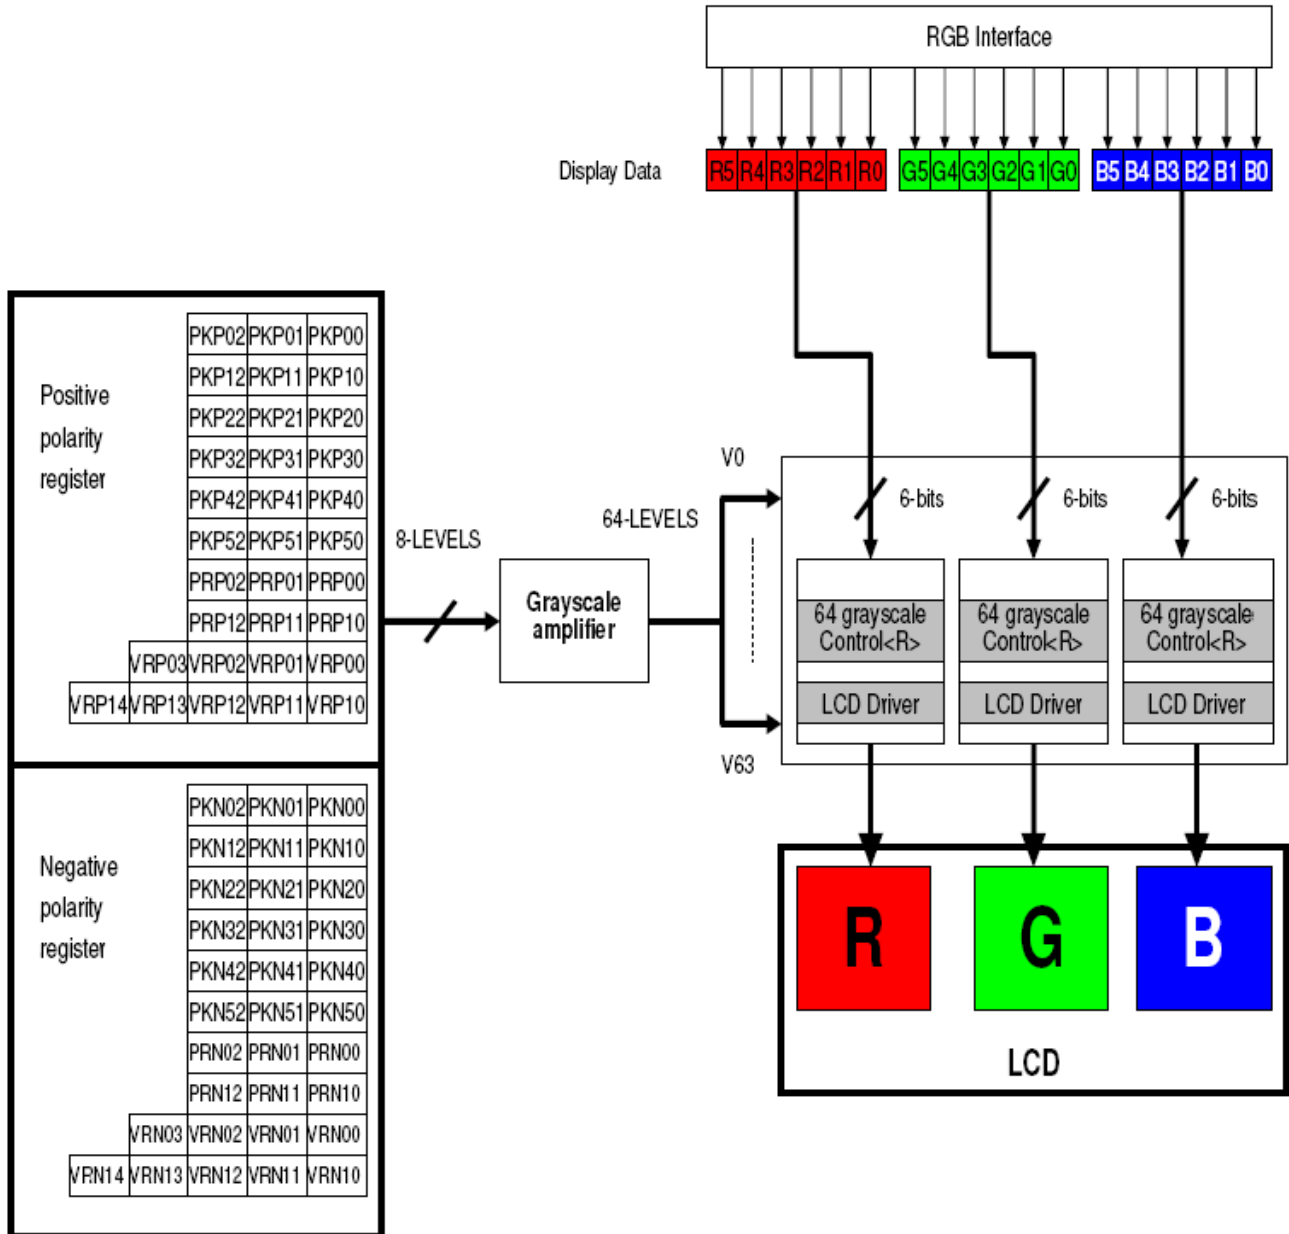 RGB Interface
Display Data
R5 R4 R3 R2 R1 R0 G5 G4 G3 G2 G1 G0 B5 B4 B3 B2 B1 B0
Positive
polarity
register
PKP02 PKP01 PKP00
PKP12 PKP11 PKP10
PKP22 PKP21 PKP20
PKP32 PKP31 PKP30
PKP42 PKP41 PKP40
PKP52 PKP51 PKP50
PRP02 PRP01 PRP00
PRP12 PRP11 PRP10
VRP03 VRP02 VRP01 VRP00
VRP14 VRP13 VRP12 VRP11 VRP10
Negative
polarity
register
PKN02 PKN01 PKN00
PKN12 PKN11 PKN10
PKN22 PKN21 PKN20
PKN32 PKN31 PKN30
PKN42 PKN41 PKN40
PKN52 PKN51 PKN50
PRN02 PRN01 PRN00
PRN12 PRN11 PRN10
VRN03 VRN02 VRN01 VRN00
VRN14 VRN13 VRN12 VRN11 VRN10
8-LEVELS
Grayscale
amplifier
64-LEVELS
V0
V63
6-bits 6-bits 6-bits
64 grayscale
Control<R>
64 grayscale
Control<R>
64 grayscale
Control<R>
LCD Driver LCD Driver LCD Driver
R G B
LCD